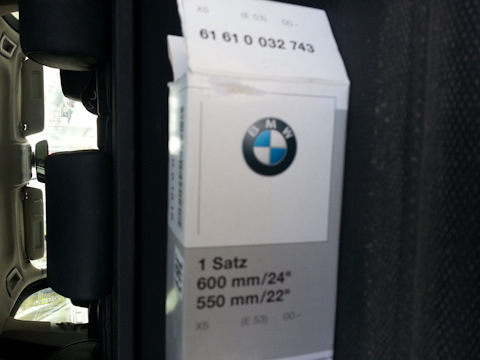 X5 (E 53) 00-
61 61 0 032 743
BMW
1 Satz
600 mm/24"
550 mm/22"
X5 (E 53) 00-